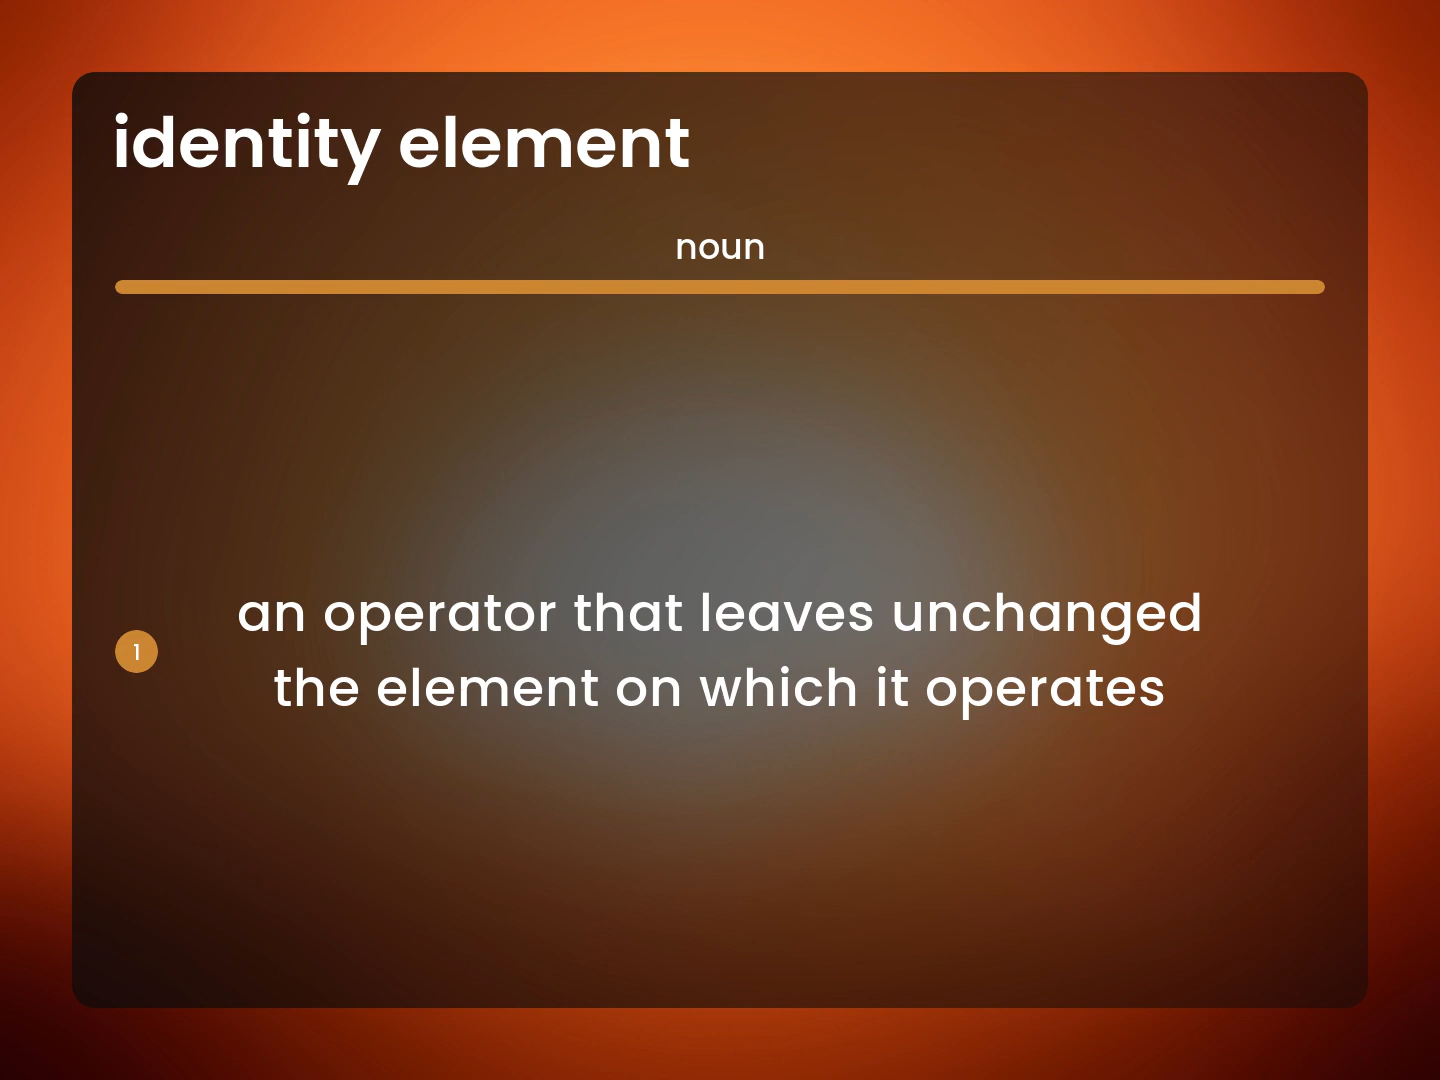 identity element
noun
1
an operator that leaves unchanged
the element on which it operates